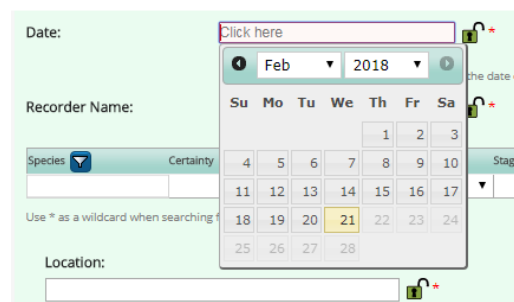 Date:
Click here
*
Feb 2018
the date
Recorder Name:
*
Su Mo Tu We Th Fr Sa
1 2 3
Species Certainty Stag
4 5 6 7 8 9 10
11 12 13 14 15 16 17
Use * as a wildcard when searching f
18 19 20 21 22 23 24
25 26 27 28
Location:
*